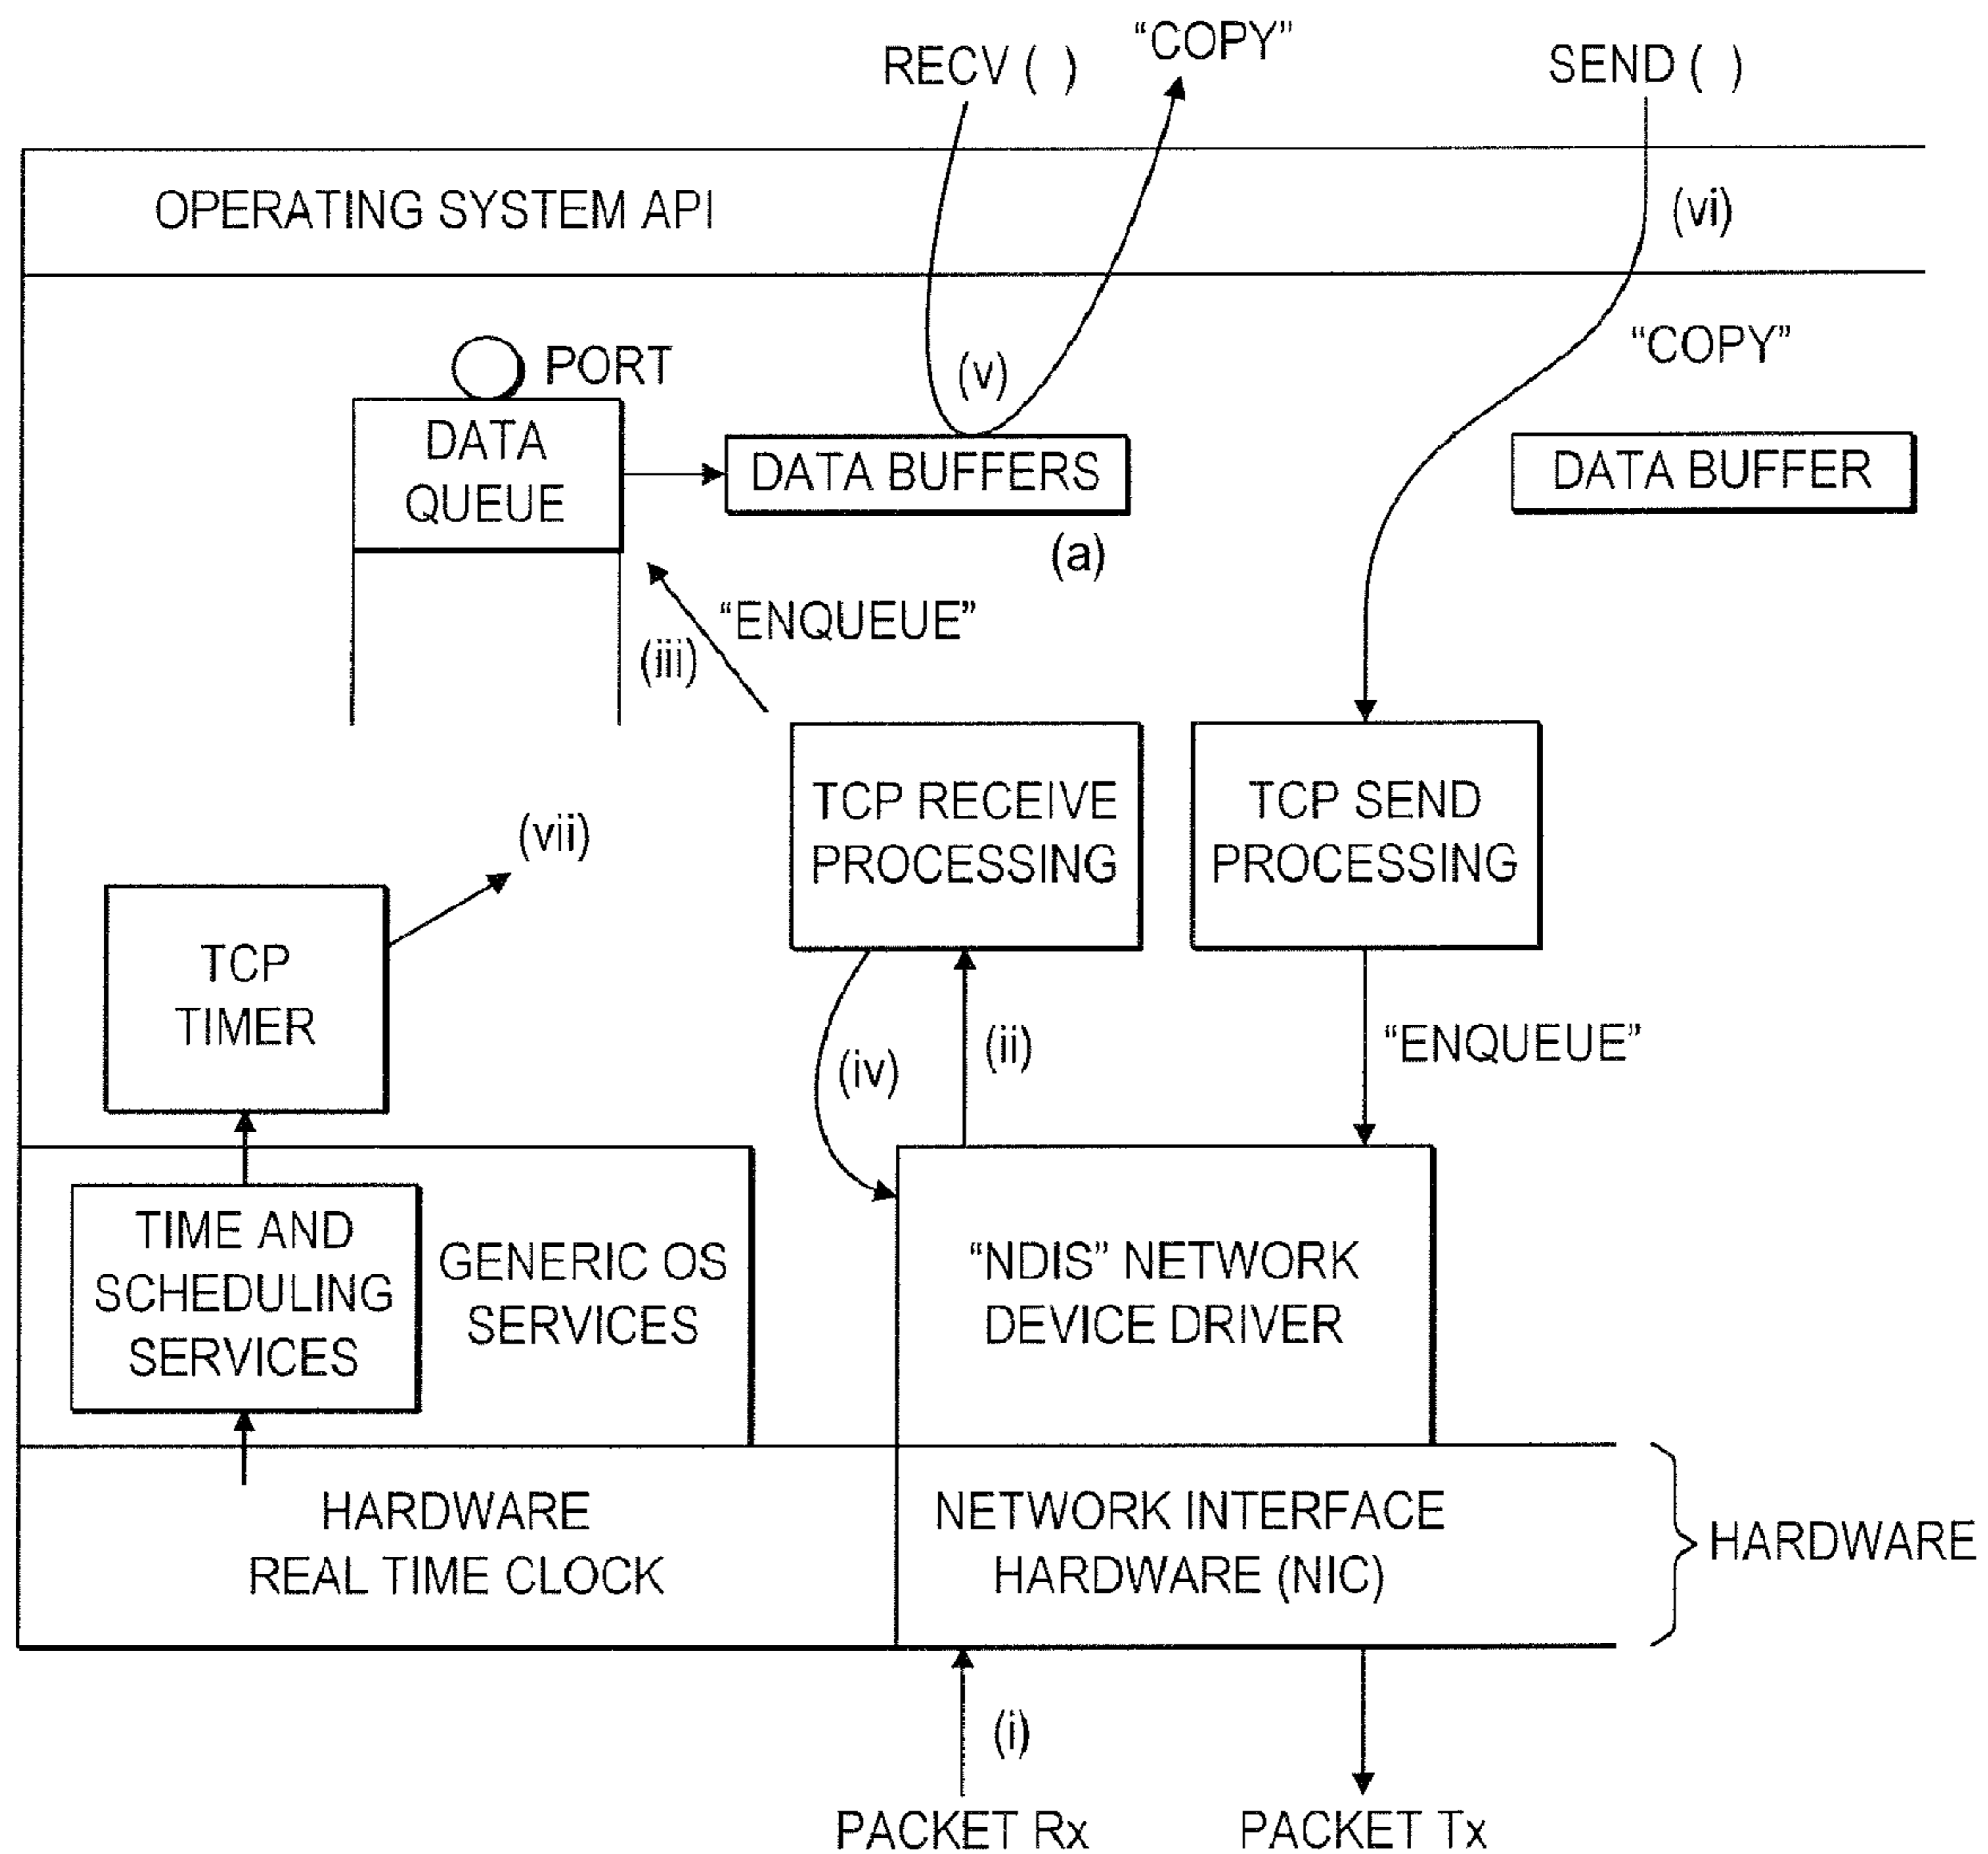 RECV ( )
“COPY”
SEND ( )
OPERATING SYSTEM API
(vi)
“COPY”
PORT
(v)
DATA
QUEUE
DATA BUFFERS
DATA BUFFER
(a)
“ENQUEUE”
(iii)
TCP RECEIVE
PROCESSING
TCP SEND
PROCESSING
(vii)
TCP
TIMER
(iv)
(ii)
“ENQUEUE”
TIME AND
SCHEDULING
SERVICES
GENERIC OS
SERVICES
“NDIS” NETWORK
DEVICE DRIVER
HARDWARE
REAL TIME CLOCK
NETWORK INTERFACE
HARDWARE (NIC)
HARDWARE
(i)
PACKET Rx
PACKET Tx